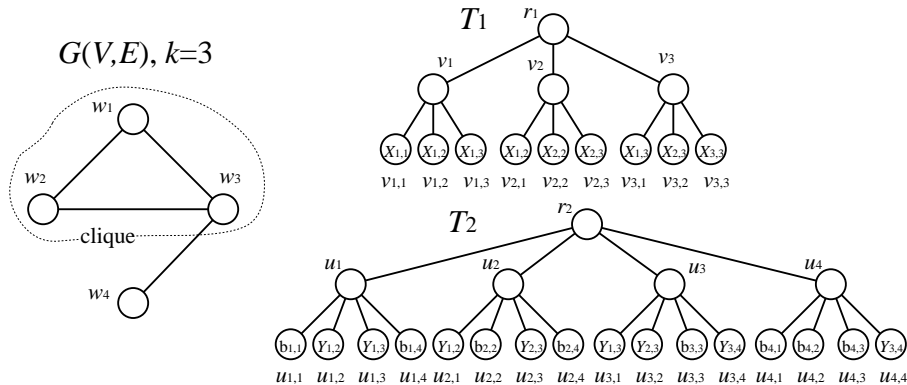 G(V,E), k=3
w1
w2
w3
clique
w4
T1
r1
v1
v2
v3
X1,1 X1,2 X1,3 X1,2 X2,2 X2,3 X1,3 X2,3 X3,3
v1,1 v1,2 v1,3 v2,1 v2,2 v2,3 v3,1 v3,2 v3,3
T2
r2
u1
u2
u3
u4
b1,1 Y1,2 Y1,3 b1,4 Y1,2 b2,2 Y2,3 b2,4 Y1,3 Y2,3 b3,3 Y3,4 b4,1 b4,2 b4,3 Y3,4
u1,1 u1,2 u1,3 u1,4 u2,1 u2,2 u2,3 u2,4 u3,1 u3,2 u3,3 u3,4 u4,1 u4,2 u4,3 u4,4